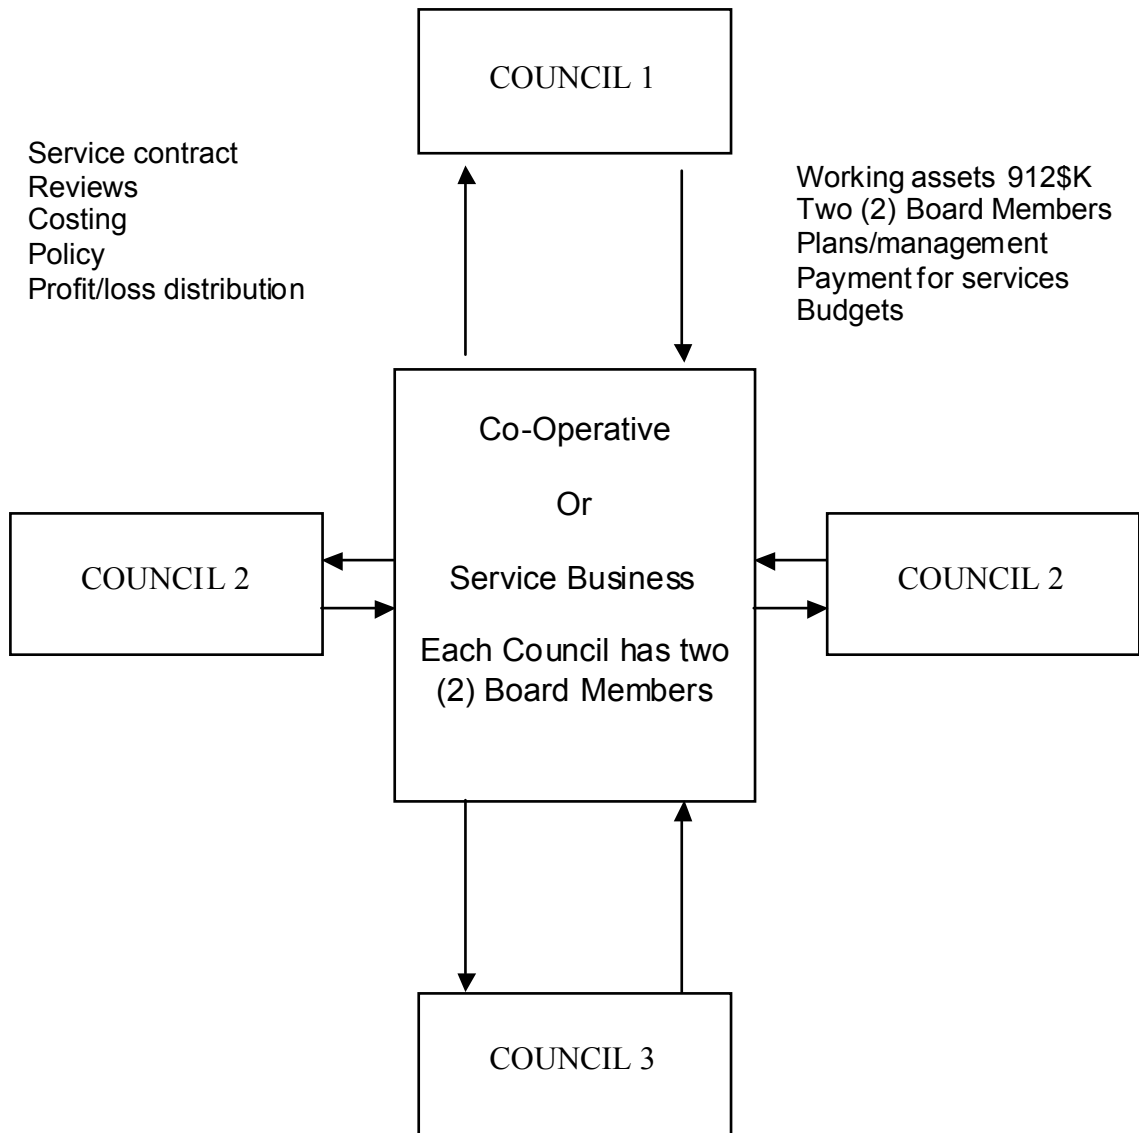 COUNCIL 1
Service contract
Reviews
Costing
Policy
Profit/loss distribution
Working assets 912$K
Two (2) Board Members
Plans/management
Payment for services
Budgets
Co-Operative
Or
Service Business
Each Council has two
(2) Board Members
COUNCIL 2
COUNCIL 2
COUNCIL 3